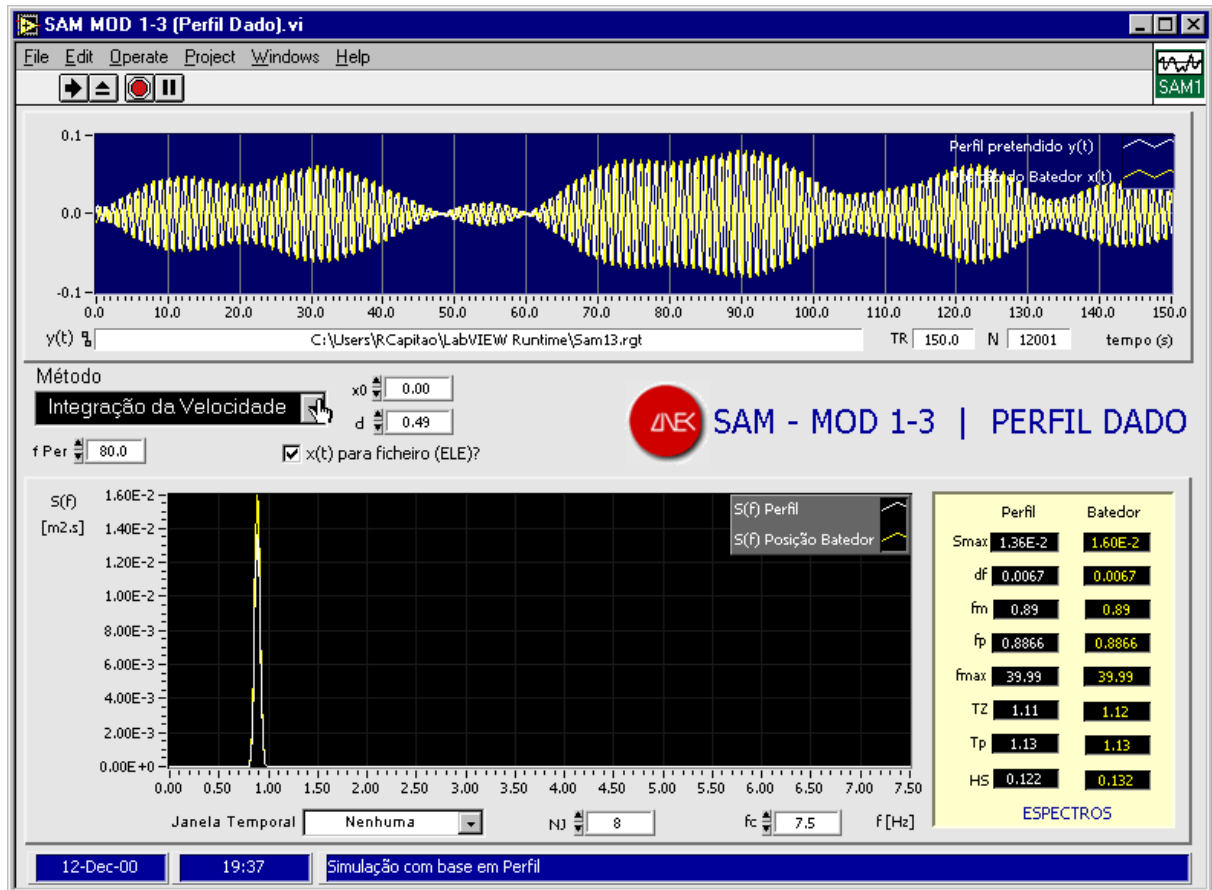 SAM MOD 1-3 (Perfil Dado).vi
File Edit Operate Project Windows Help
SAM1
0.1
0.0
-0.1
Perfil pretendido y(t)
do Batedor x(t)
0.0 10.0 20.0 30.0 40.0 50.0 60.0 70.0 80.0 90.0 100.0 110.0 120.0 130.0 140.0 150.0
y(t) C:\Users\RCapitao\LabVIEW Runtime\Sam13.rgt TR 150.0 N 12001 tempo (s)
Método
Integração da Velocidade
x0 0.00
d 0.49
f Per 80.0
x(t) para ficheiro (ELE)?
SAM - MOD 1-3 | PERFIL DADO
S(f)
[m2.s]
1.60E-2
1.40E-2
1.20E-2
1.00E-2
8.00E-3
6.00E-3
4.00E-3
2.00E-3
0.00E+0
S(f) Perfil
S(f) Posição Batedor
0.00 0.50 1.00 1.50 2.00 2.50 3.00 3.50 4.00 4.50 5.00 5.50 6.00 6.50 7.00 7.50
Janela Temporal Nenhuma NJ 8 fc 7.5 f [Hz]
Perfil Batedor
Smax 1.36E-2 1.60E-2
df 0.0067 0.0067
fm 0.89 0.89
fp 0.8866 0.8866
fmax 39.99 39.99
TZ 1.11 1.12
Tp 1.13 1.13
HS 0.122 0.132
ESPECTROS
12-Dec-00 19:37 Simulação com base em Perfil